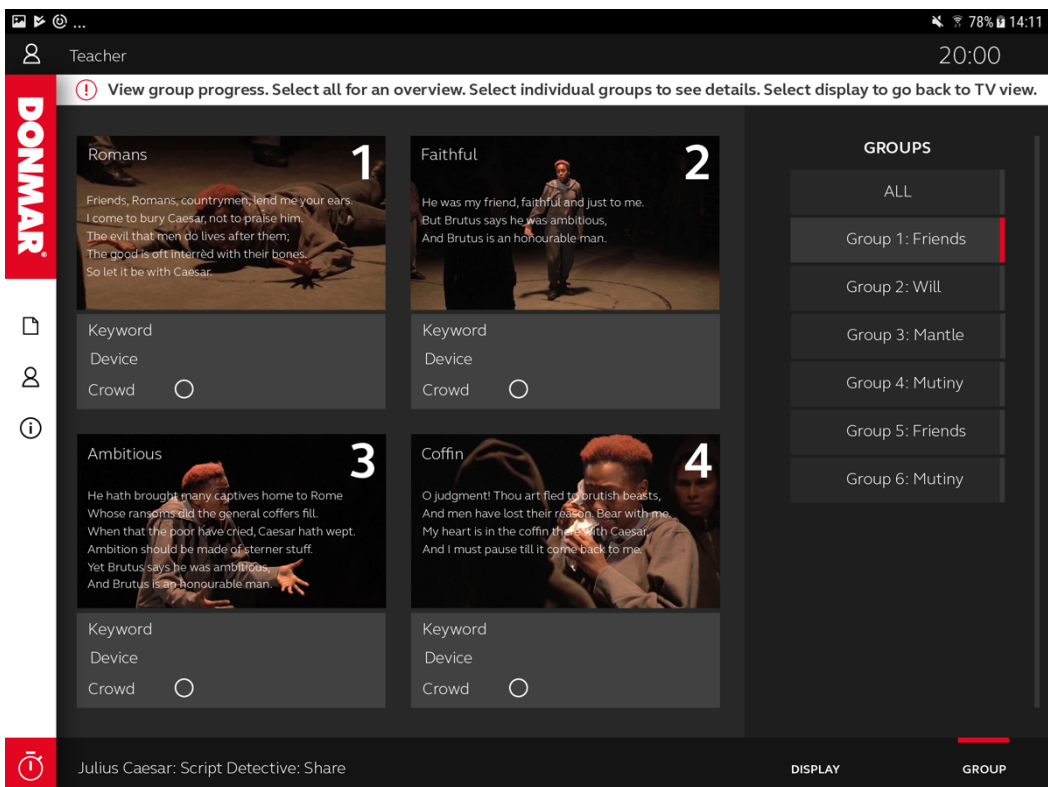 ...
78% 14:11
Teacher
20:00
DONMAR®
! View group progress. Select all for an overview. Select individual groups to see details. Select display to go back to TV view.
Romans
1
Friends, Romans, countrymen, lend me your ears.
I come to bury Caesar, not to praise him.
The evil that men do lives after them;
The good is oft interrèd with their bones.
So let it be with Caesar.
Keyword
Device
Crowd
Faithful
2
He was my friend, faithful and just to me.
But Brutus says he was ambitious,
And Brutus is an honourable man.
Keyword
Device
Crowd
Ambitious
3
He hath brought many captives home to Rome
Whose ransoms did the general coffers fill.
When that the poor have cried, Caesar hath wept.
Ambition should be made of sterner stuff.
Yet Brutus says he was ambitious,
And Brutus is an honourable man.
Keyword
Device
Crowd
Coffin
4
O judgment! Thou art fled to brutish beasts,
And men have lost their reason. Bear with me.
My heart is in the coffin there with Caesar,
And I must pause till it come back to me.
Keyword
Device
Crowd
GROUPS
ALL
Group 1: Friends
Group 2: Will
Group 3: Mantle
Group 4: Mutiny
Group 5: Friends
Group 6: Mutiny
Julius Caesar: Script Detective: Share
DISPLAY
GROUP